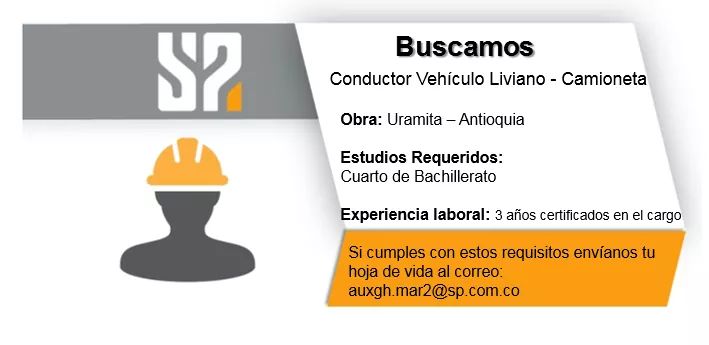 SP.
Buscamos
Conductor Vehículo Liviano - Camioneta
Obra: Uramita – Antioquia
Estudios Requeridos:
Cuarto de Bachillerato
Experiencia laboral: 3 años certificados en el cargo
Si cumples con estos requisitos envíanos tu
hoja de vida al correo:
auxgh.mar2@sp.com.co